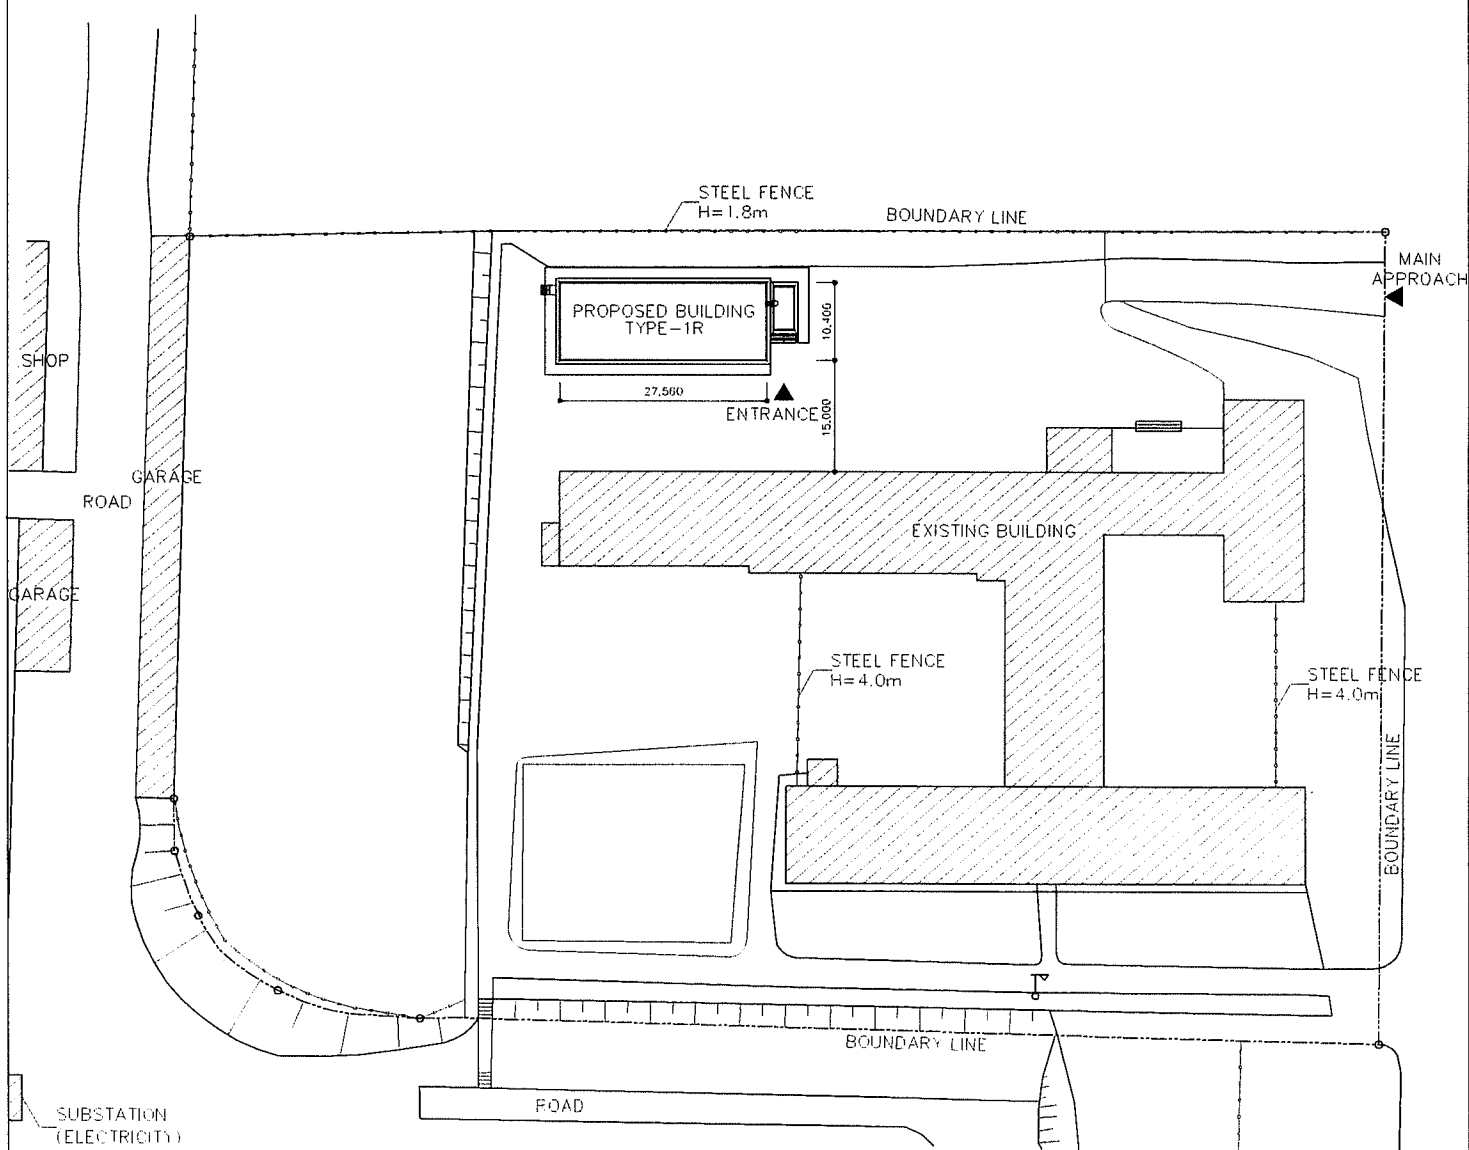 STEEL FENCE
H=1.8m
BOUNDARY LINE
MAIN
APPROACH
PROPOSED BUILDING
TYPE-1R
10,400
SHOP
27,560
ENTRANCE
15,000
GARAGE
ROAD
EXISTING BUILDING
GARAGE
STEEL FENCE
H=4.0m
STEEL FENCE
H=4.0m
BOUNDARY LINE
BOUNDARY LINE
ROAD
SUBSTATION
(ELECTRICITY)